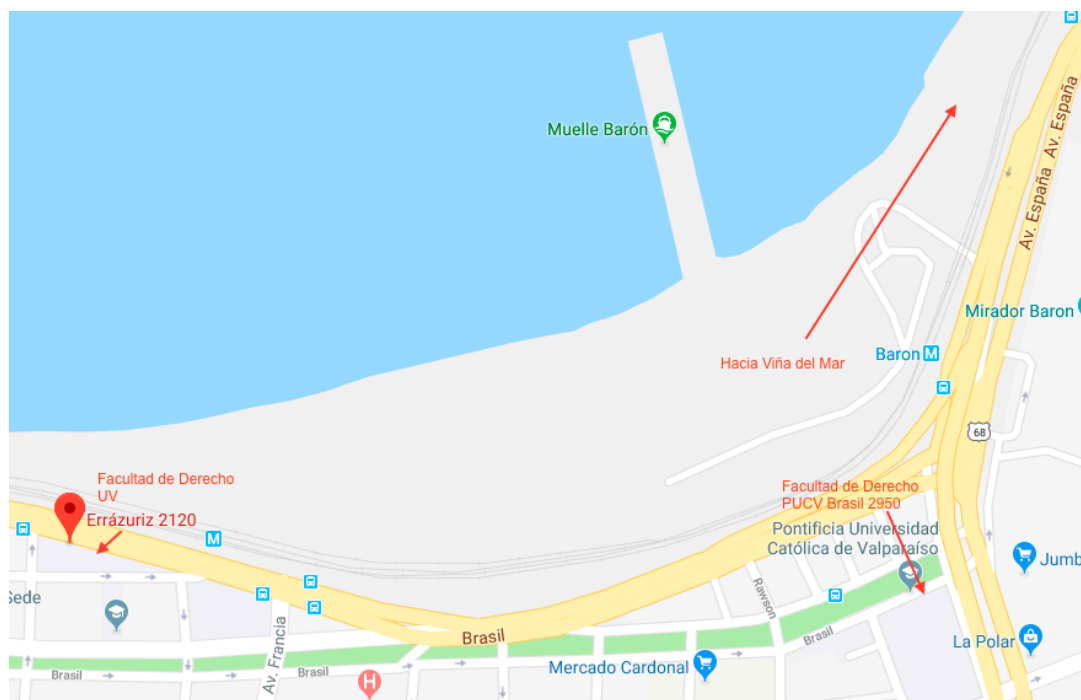 Muelle Barón
Av. España
Av. España
Mirador Baron
Hacia Viña del Mar
Baron M
68
Facultad de Derecho
UV
Errázuriz 2120
M
Facultad de Derecho
PUCV Brasil 2950
Pontificia Universidad
Católica de Valparaíso
Jumb
Sede
Rawson
Av. Francia
Brasil
Brasil
La Polar
Mercado Cardonal
Brasil
Brasil
H